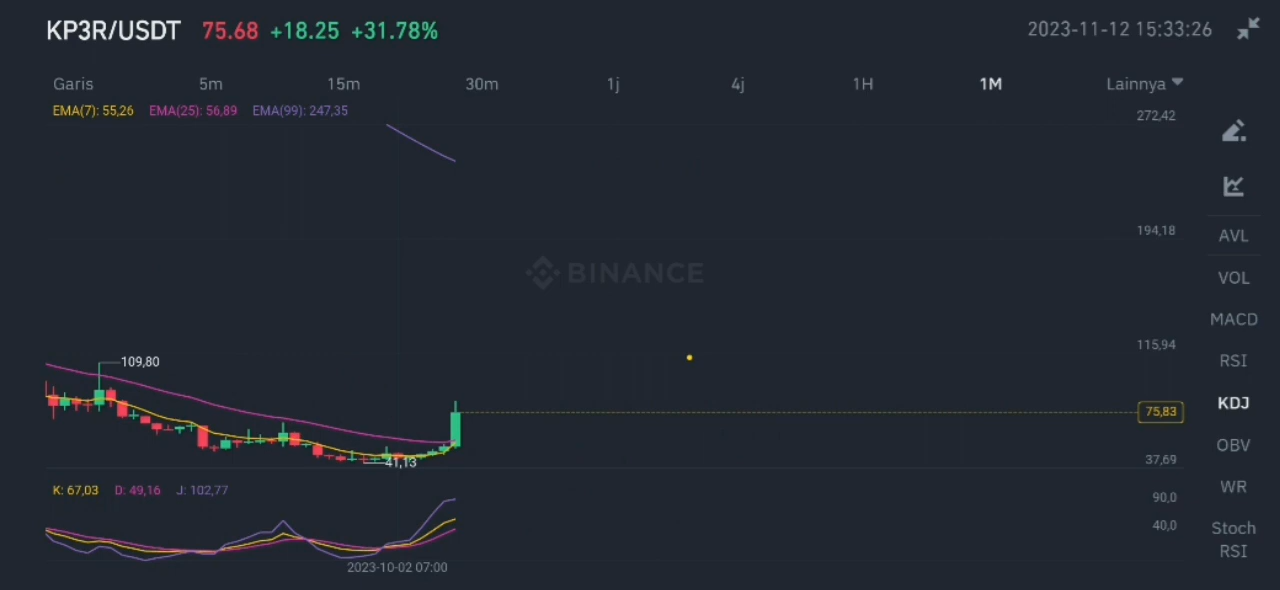 KP3R/USDT 75.68 +18.25 +31.78% 2023-11-12 15:33:26
Garis 5m 15m 30m 1j 4j 1H 1M Lainnya
EMA(7): 55,26 EMA(25): 56,89 EMA(99): 247,35
272,42
194,18
AVL
BINANCE
VOL
MACD
115,94
109,80
RSI
KDJ
75,83
OBV
37,69
41,13
WR
K: 67,03 D: 49,16 J: 102,77
90,0
40,0
Stoch
RSI
2023-10-02 07:00